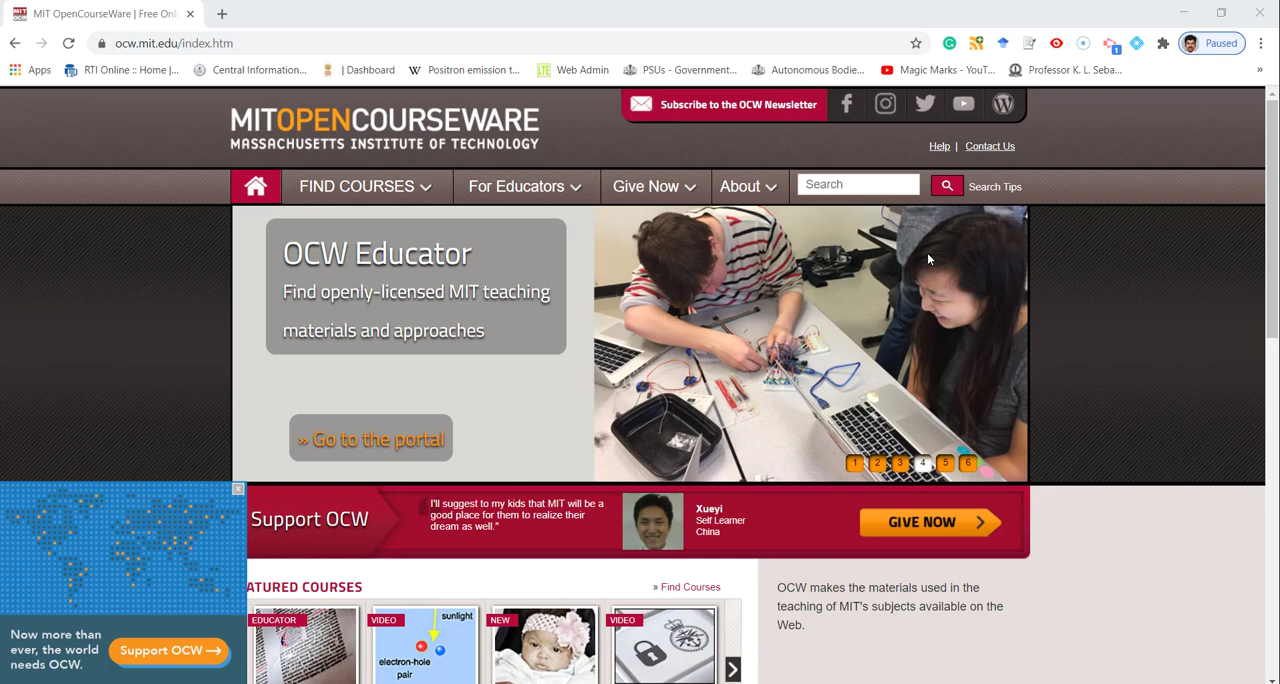 MIT OpenCourseWare | Free Onli
ocw.mit.edu/index.htm
Paused
Apps
RTI Online :: Home |...
Central Informationa...
| Dashboard
Positron emission t...
LTE Web Admin
PSUs - Government...
Autonomous Bodie...
Magic Marks - YouT...
Professor K. L. Seba...
»
Subscribe to the OCW Newsletter
MITOPENCOURSEWARE
MASSACHUSETTS INSTITUTE OF TECHNOLOGY
Help | Contact Us
FIND COURSES
For Educators
Give Now
About
Search
Search Tips
OCW Educator
Find openly-licensed MIT teaching
materials and approaches
» Go to the portal
1 2 3 4 5 6
Support OCW
I'll suggest to my kids that MIT will be a
good place for them to realize their
dream as well."
Xueyi
Self Learner
China
GIVE NOW
ATURED COURSES
» Find Courses
OCW makes the materials used in the
teaching of MIT's subjects available on the
Web.
EDUCATOR
VIDEO
sunlight
electron-hole
pair
NEW
VIDEO
Now more than
ever, the world
needs OCW.
Support OCW →